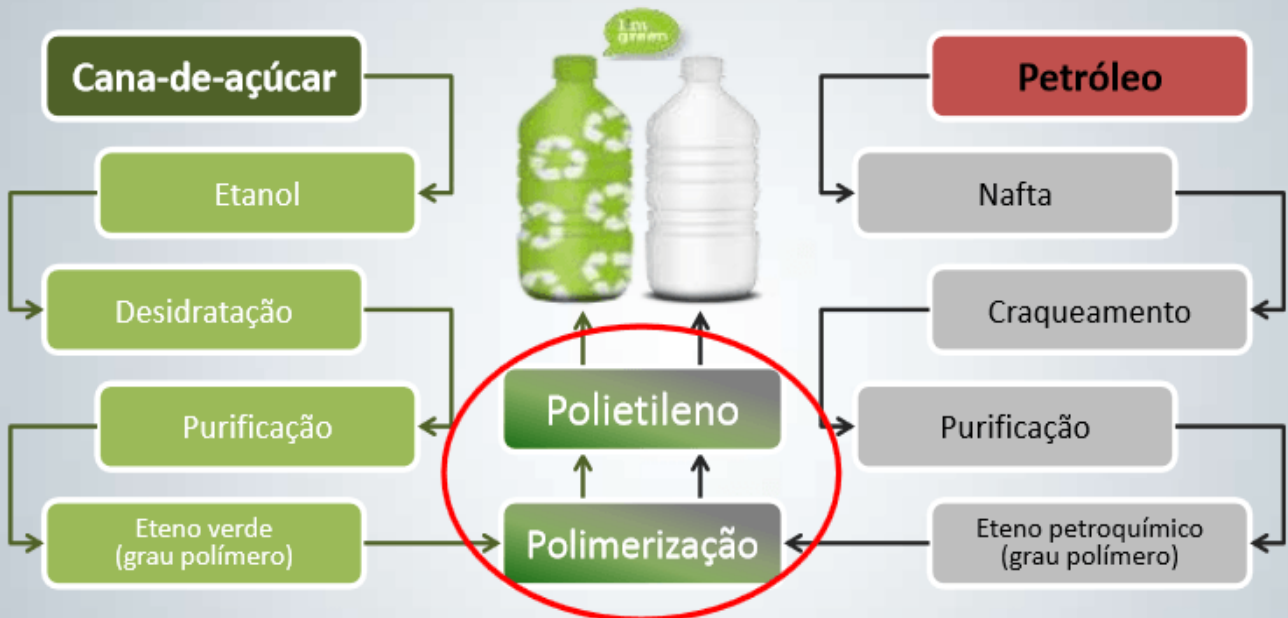 I'm
green
Cana-de-açúcar
Etanol
Desidratação
Purificação
Eteno verde
(grau polímero)
Polietileno
Polimerização
Petróleo
Nafta
Craqueamento
Purificação
Eteno petroquímico
(grau polímero)